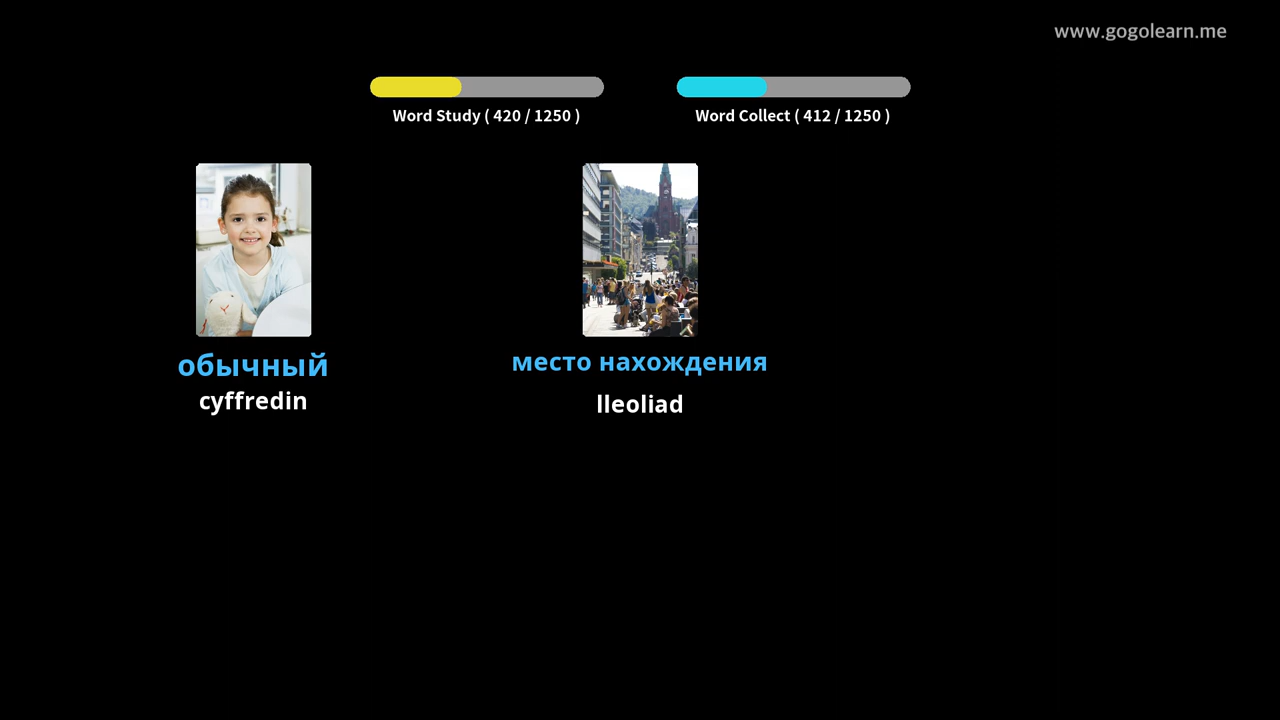 www.gogolearn.me
Word Study ( 420 / 1250 )
Word Collect ( 412 / 1250 )
обычный
cyffredin
место нахождения
lleoliad